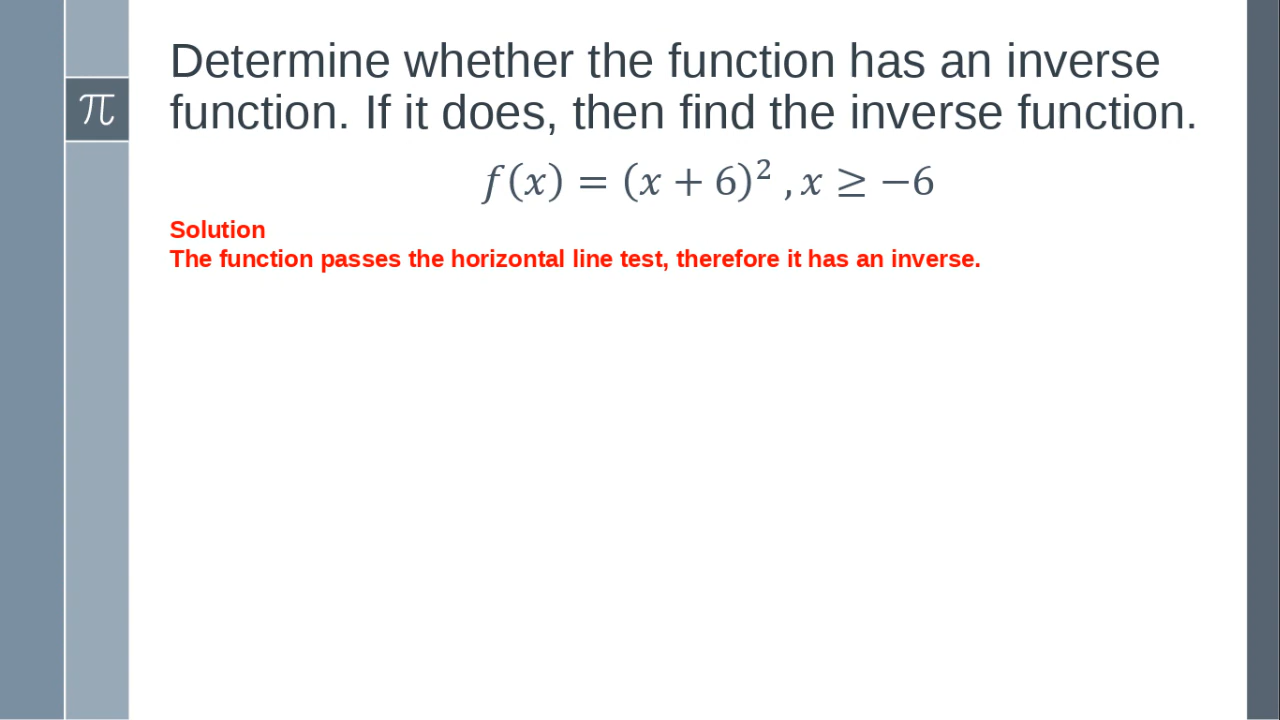 Determine whether the function has an inverse
function. If it does, then find the inverse function.
π
𝑓(𝑥) = (𝑥 + 6)² , 𝑥 ≥ −6
Solution
The function passes the horizontal line test, therefore it has an inverse.